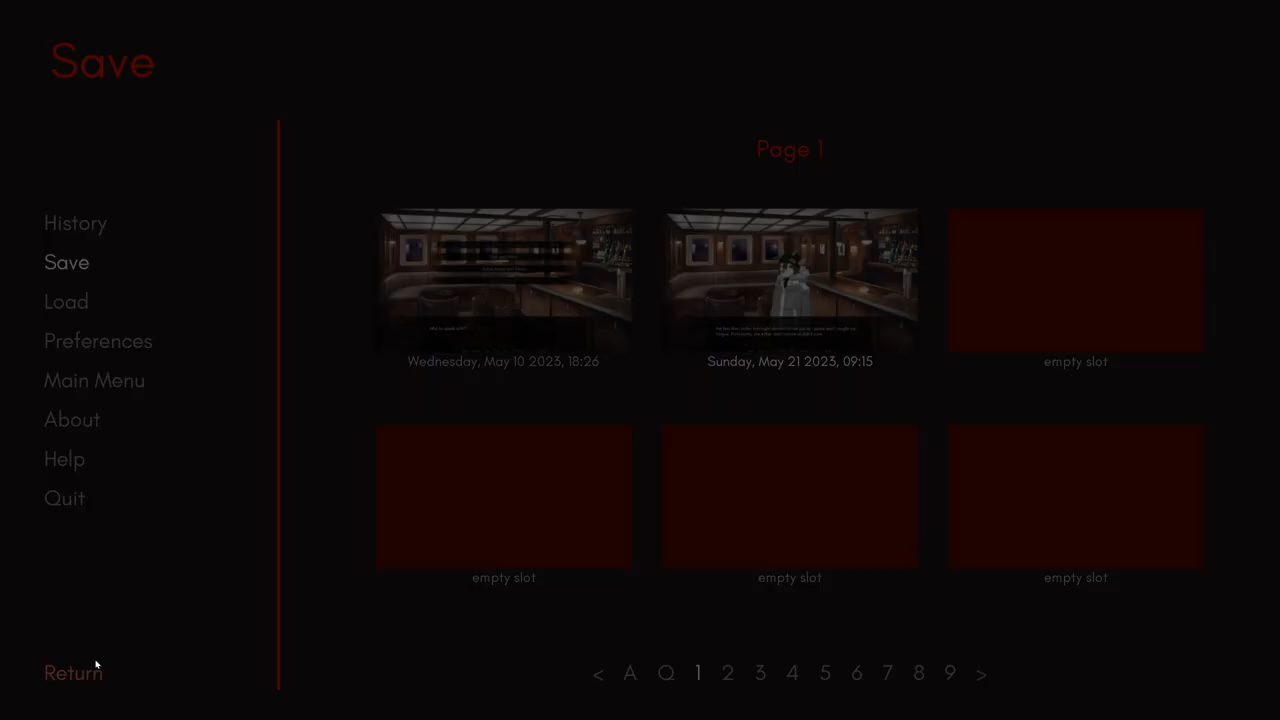 Save
Page 1
History
Save
Load
Preferences
Main Menu
About
Help
Quit
Return
Wednesday, May 10 2023, 18:26
Sunday, May 21 2023, 09:15
empty slot
empty slot
empty slot
empty slot
< A Q 1 2 3 4 5 6 7 8 9 >